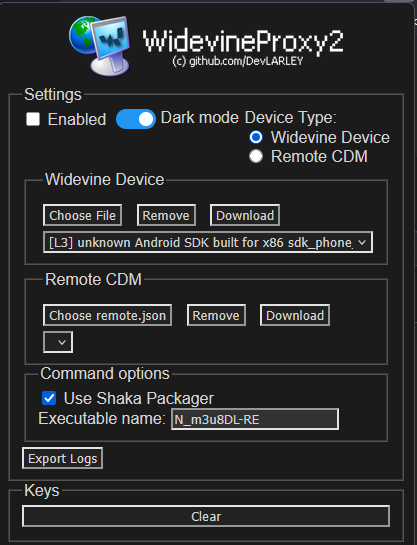 WidevineProxy2
(c) github.com/DevLARLEY
Settings
Enabled
Dark mode
Device Type:
Widevine Device
Remote CDM
Widevine Device
Choose File
Remove
Download
[L3] unknown Android SDK built for x86 sdk_phone_
Remote CDM
Choose remote.json
Remove
Download
Command options
Use Shaka Packager
Executable name: N_m3u8DL-RE
Export Logs
Keys
Clear